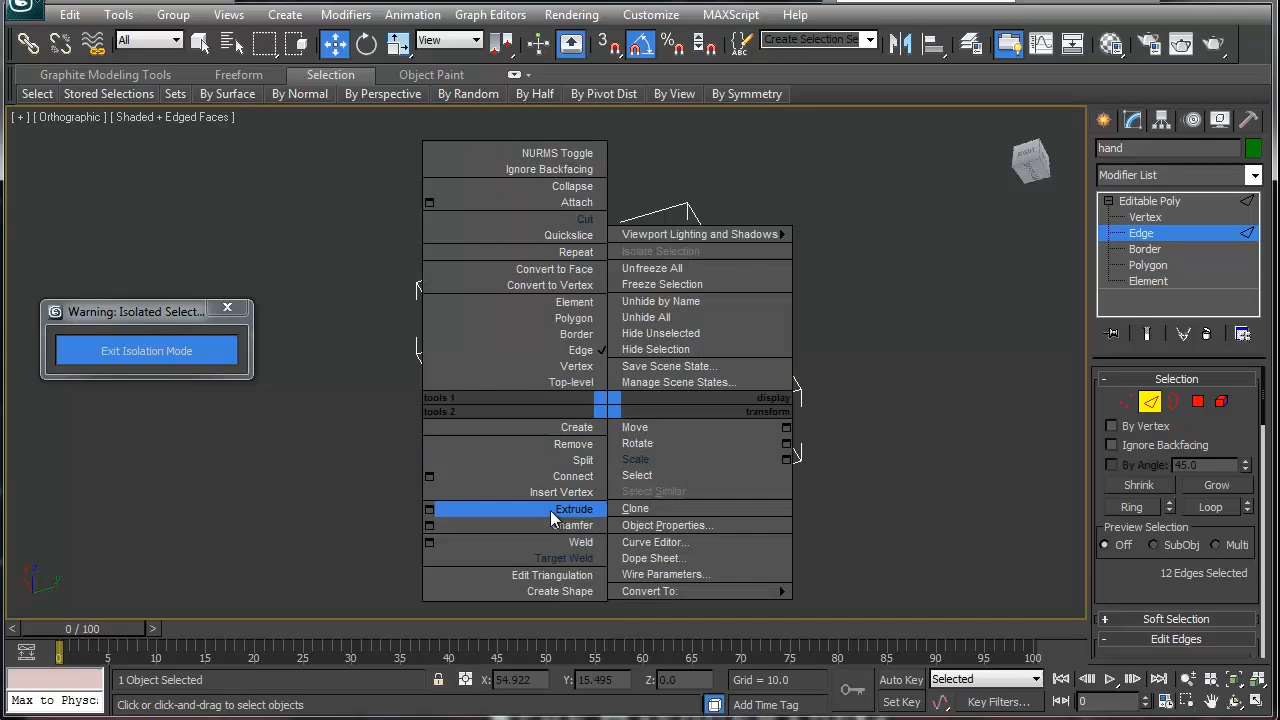 Edit Tools Group Views Create Modifiers Animation Graph Editors Rendering Customize MAXScript Help
All View 3 Create Selection Se
Graphite Modeling Tools Freeform Selection Object Paint
Select Stored Selections Sets By Surface By Normal By Perspective By Random By Half By Pivot Dist By View By Symmetry
[ + ] [ Orthographic ] [ Shaded + Edged Faces ]
NURMS Toggle
Ignore Backfacing
Collapse
Attach
Cut
Quickslice
Repeat
Convert to Face
Convert to Vertex
Element
Polygon
Border
Edge
Vertex
Top-level
tools 1
tools 2
Create
Remove
Split
Connect
Insert Vertex
Extrude
hamfer
Weld
Target Weld
Edit Triangulation
Create Shape
Viewport Lighting and Shadows
Isolate Selection
Unfreeze All
Freeze Selection
Unhide by Name
Unhide All
Hide Unselected
Hide Selection
Save Scene State...
Manage Scene States...
display
transform
Move
Rotate
Scale
Select
Select Similar
Clone
Object Properties...
Curve Editor...
Dope Sheet...
Wire Parameters...
Convert To:
Warning: Isolated Select...
Exit Isolation Mode
hand
Modifier List
Editable Poly
Vertex
Edge
Border
Polygon
Element
- Selection
By Vertex
Ignore Backfacing
By Angle: 45.0
Shrink Grow
Ring Loop
Preview Selection
Off SubObj Multi
12 Edges Selected
+ Soft Selection
- Edit Edges
z y
< 0 / 100 >
0 5 10 15 20 25 30 35 40 45 50 55 60 65 70 75 80 85 90 95 100
1 Object Selected X: 54.922 Y: 15.495 Z: 0.0 Grid = 10.0 Auto Key Selected
Max to Physc Click or click-and-drag to select objects Add Time Tag Set Key Key Filters... 0